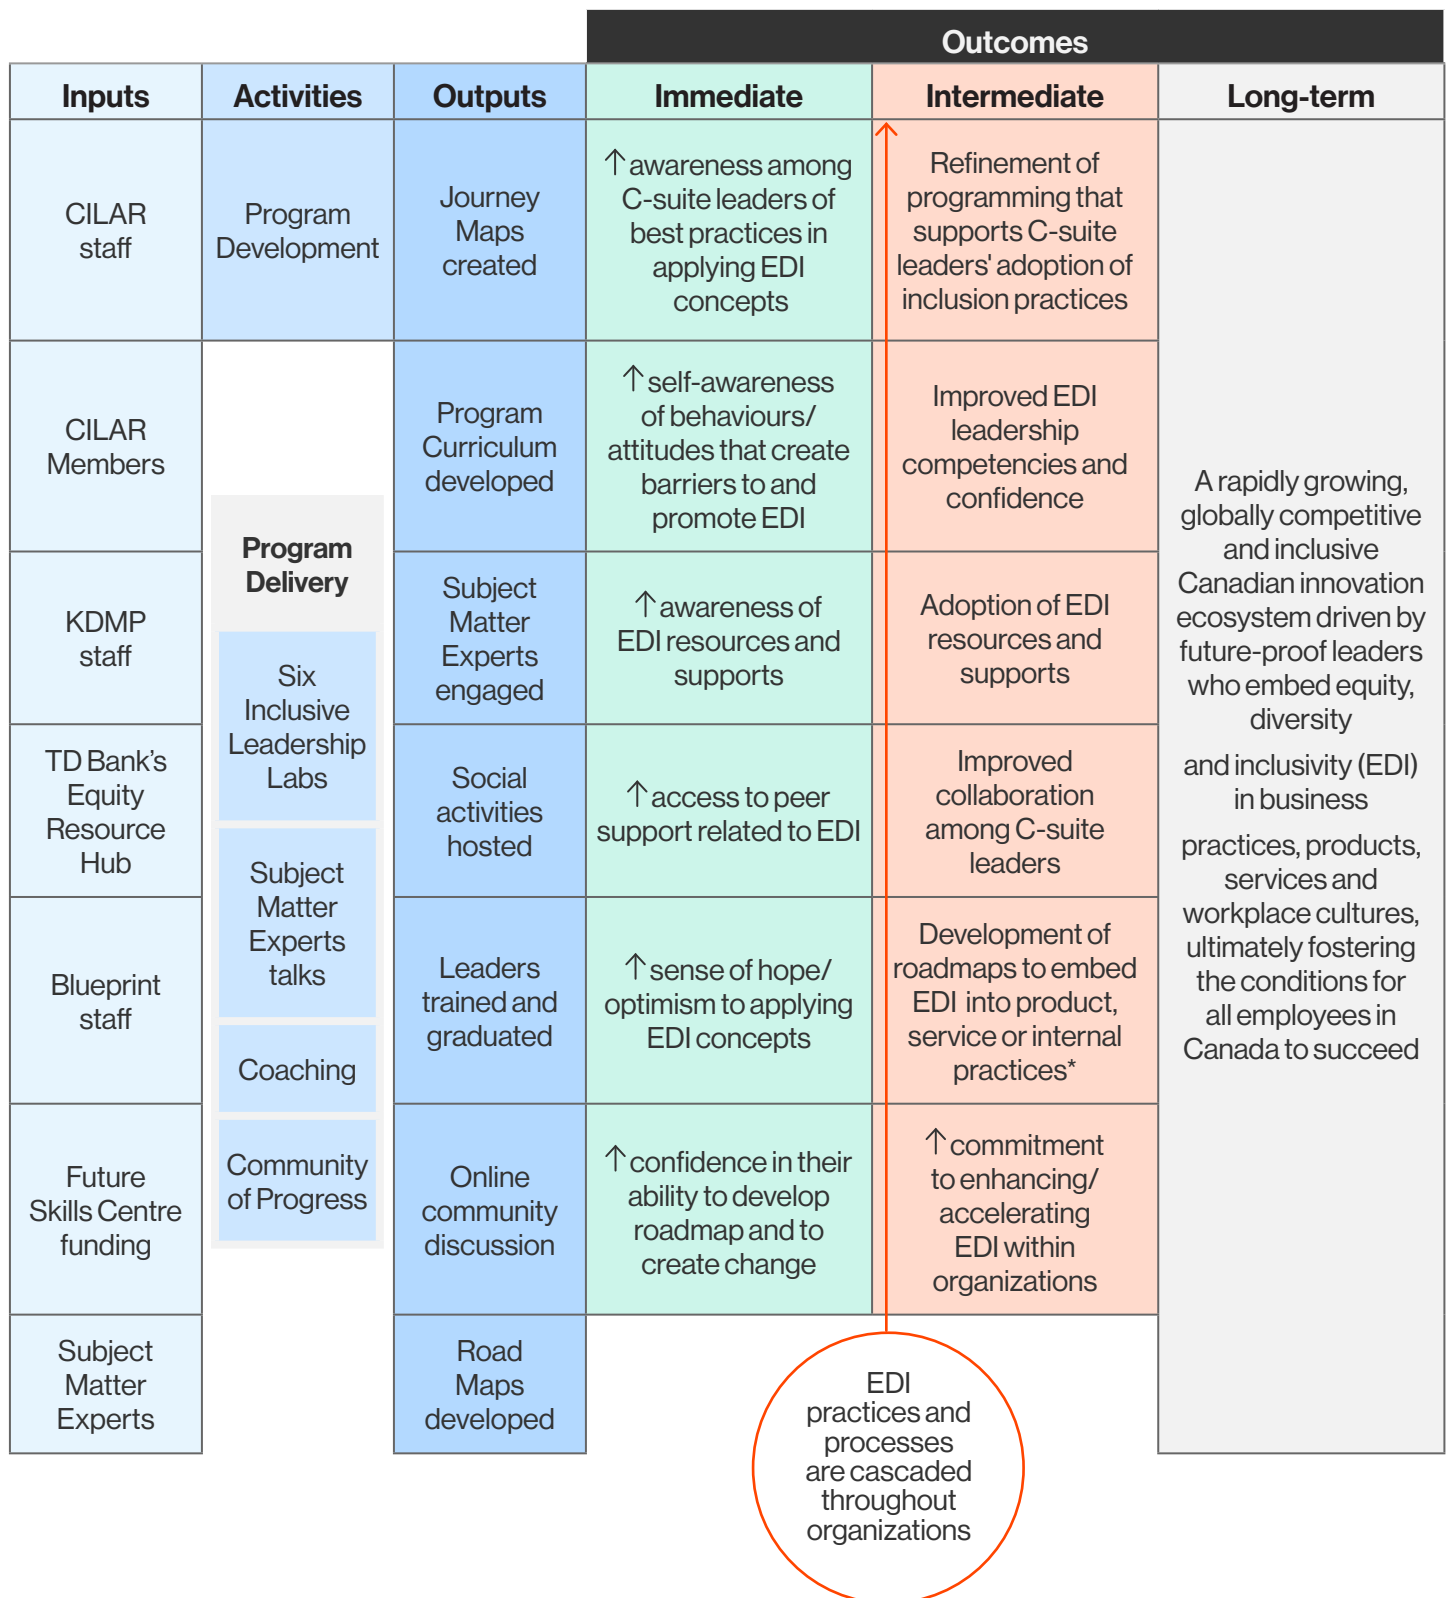 Outcomes
Inputs
Activities
Outputs
Immediate
Intermediate
Long-term
CILAR
staff
CILAR
Members
KDMP
staff
TD Bank’s
Equity
Resource
Hub
Blueprint
staff
Future
Skills Centre
funding
Subject
Matter
Experts
Program
Development
Program
Delivery
Six
Inclusive
Leadership
Labs
Subject
Matter
Experts
talks
Coaching
Community
of Progress
Journey
Maps
created
Program
Curriculum
developed
Subject
Matter
Experts
engaged
Social
activities
hosted
Leaders
trained and
graduated
Online
community
discussion
Road
Maps
developed
↑ awareness among
C-suite leaders of
best practices in
applying EDI
concepts
↑ self-awareness
of behaviours/
attitudes that create
barriers to and
promote EDI
↑ awareness of
EDI resources and
supports
↑ access to peer
support related to EDI
↑ sense of hope/
optimism to applying
EDI concepts
↑ confidence in their
ability to develop
roadmap and to
create change
Refinement of
programming that
supports C-suite
leaders' adoption of
inclusion practices
Improved EDI
leadership
competencies and
confidence
Adoption of EDI
resources and
supports
Improved
collaboration
among C-suite
leaders
Development of
roadmaps to embed
EDI into product,
service or internal
practices*
↑ commitment
to enhancing/
accelerating
EDI within
organizations
EDI
practices and
processes
are cascaded
throughout
organizations
A rapidly growing,
globally competitive
and inclusive
Canadian innovation
ecosystem driven by
future-proof leaders
who embed equity,
diversity
and inclusivity (EDI)
in business
practices, products,
services and
workplace cultures,
ultimately fostering
the conditions for
all employees in
Canada to succeed